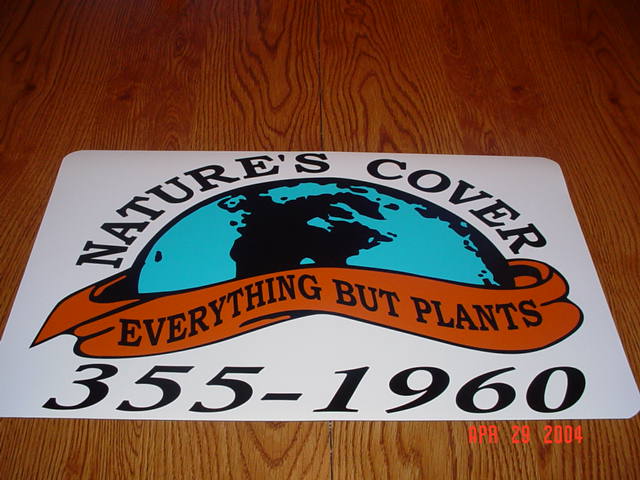 NATURE'S COVER
EVERYTHING BUT PLANTS
355-1960
APR 29 2004